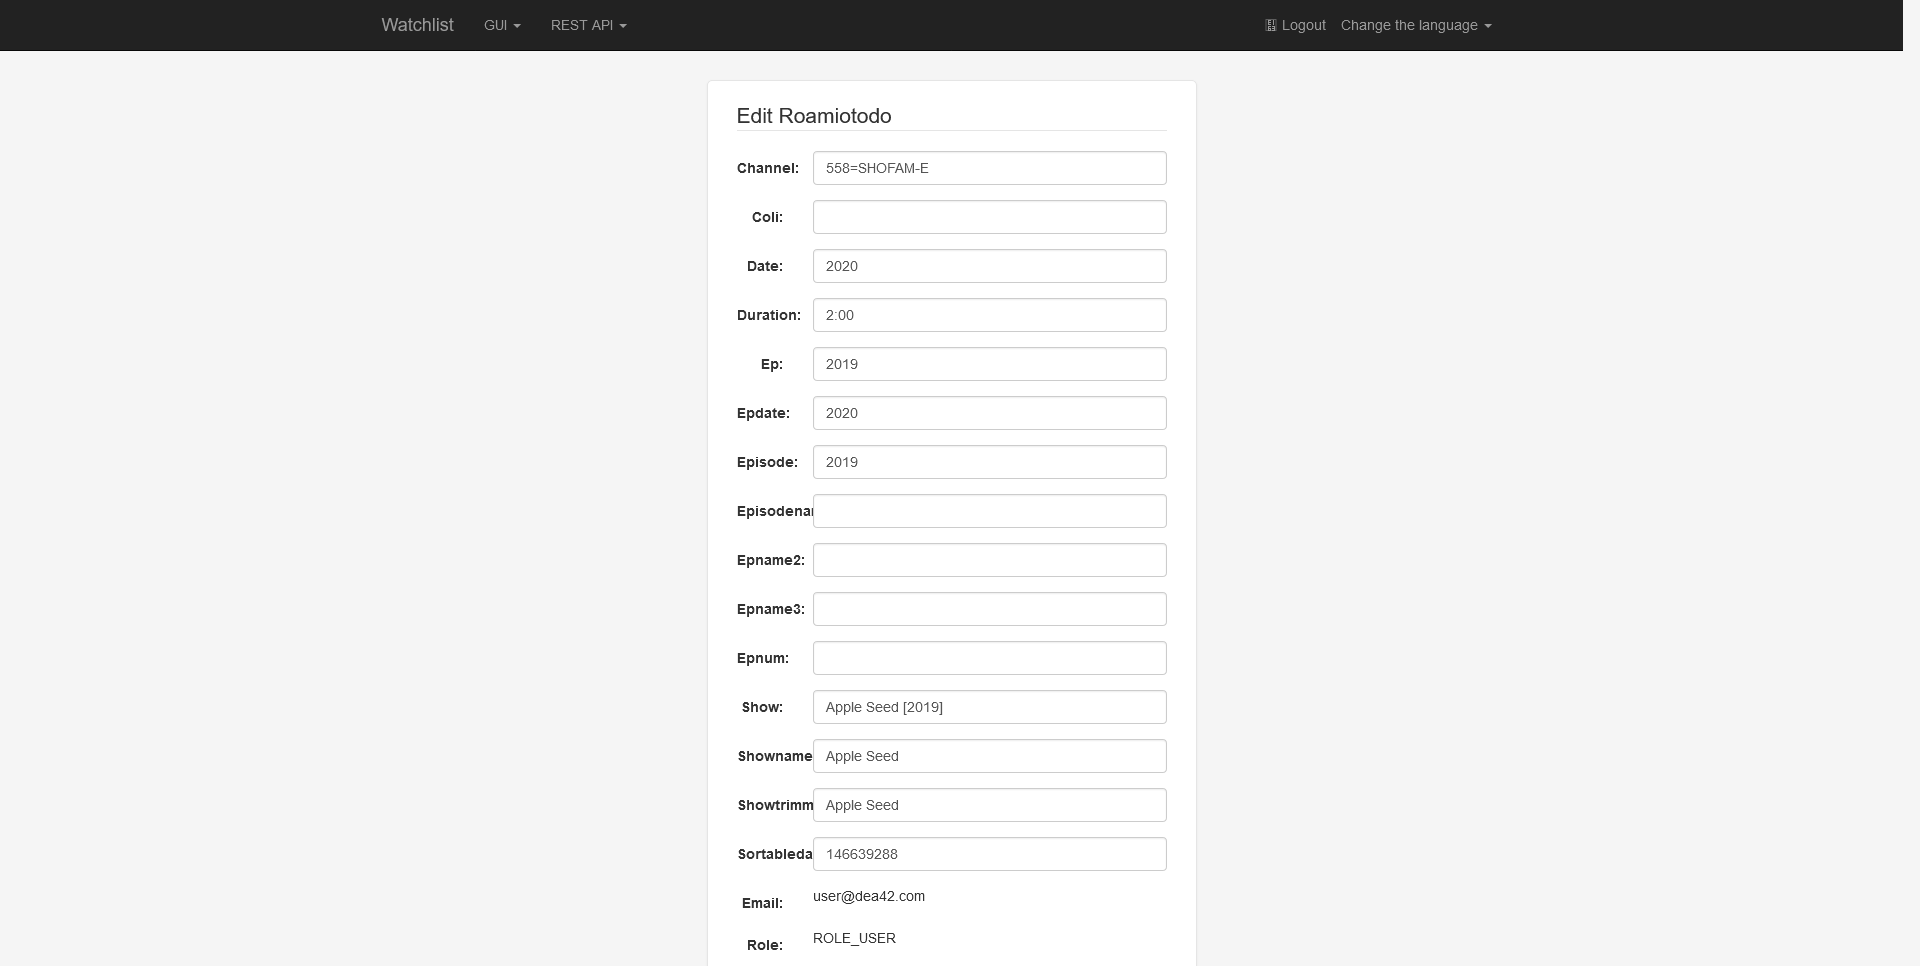 Watchlist GUI REST API Logout Change the language
Edit Roamiotodo
Channel: 558=SHOFAM-E
Coli:
Date: 2020
Duration: 2:00
Ep: 2019
Epdate: 2020
Episode: 2019
Episodena
Epname2:
Epname3:
Epnum:
Show: Apple Seed [2019]
Showname Apple Seed
Showtrimm Apple Seed
Sortableda 146639288
Email: user@dea42.com
Role: ROLE_USER